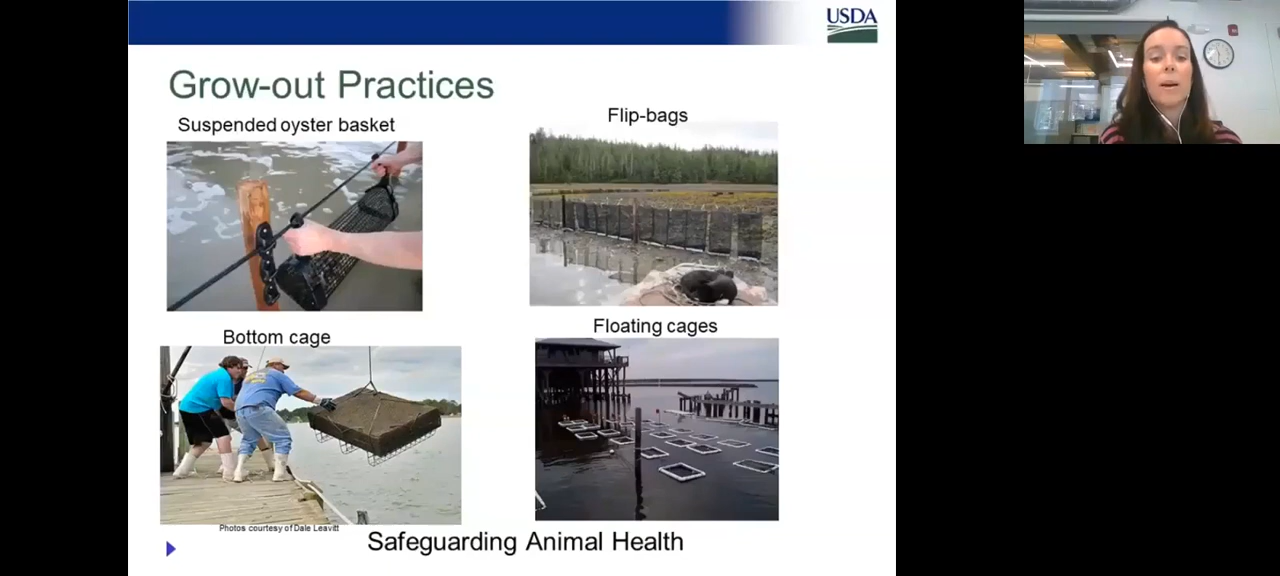 USDA
Grow-out Practices
Suspended oyster basket
Flip-bags
Bottom cage
Floating cages
Photos courtesy of Dale Leavitt
Safeguarding Animal Health